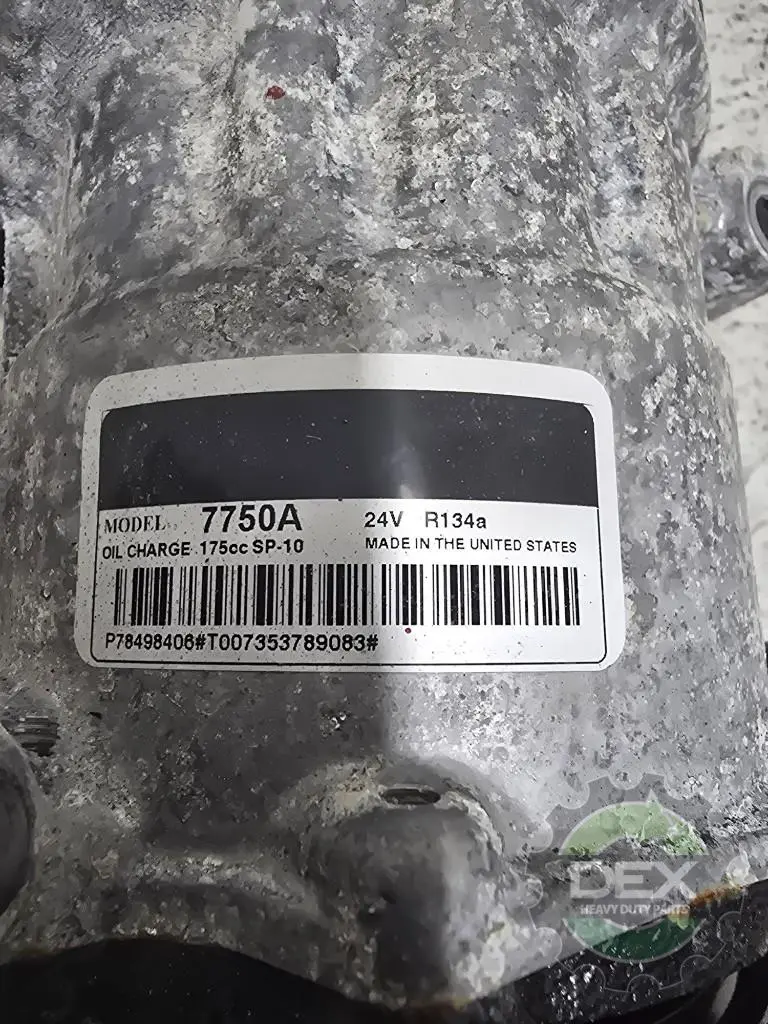 MODEL 7750A 24V R134a
OIL CHARGE 175cc SP-10 MADE IN THE UNITED STATES
P78498406#T007353789083#
DEX
HEAVY DUTY PARTS